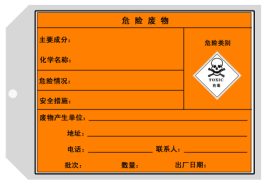 危险废物
主要成分:
危险类别
化学名称:
TOXIC
有毒
危险情况:
安全措施:
废物产生单位:
地址:
电话: 联系人:
批次: 数量: 出厂日期: